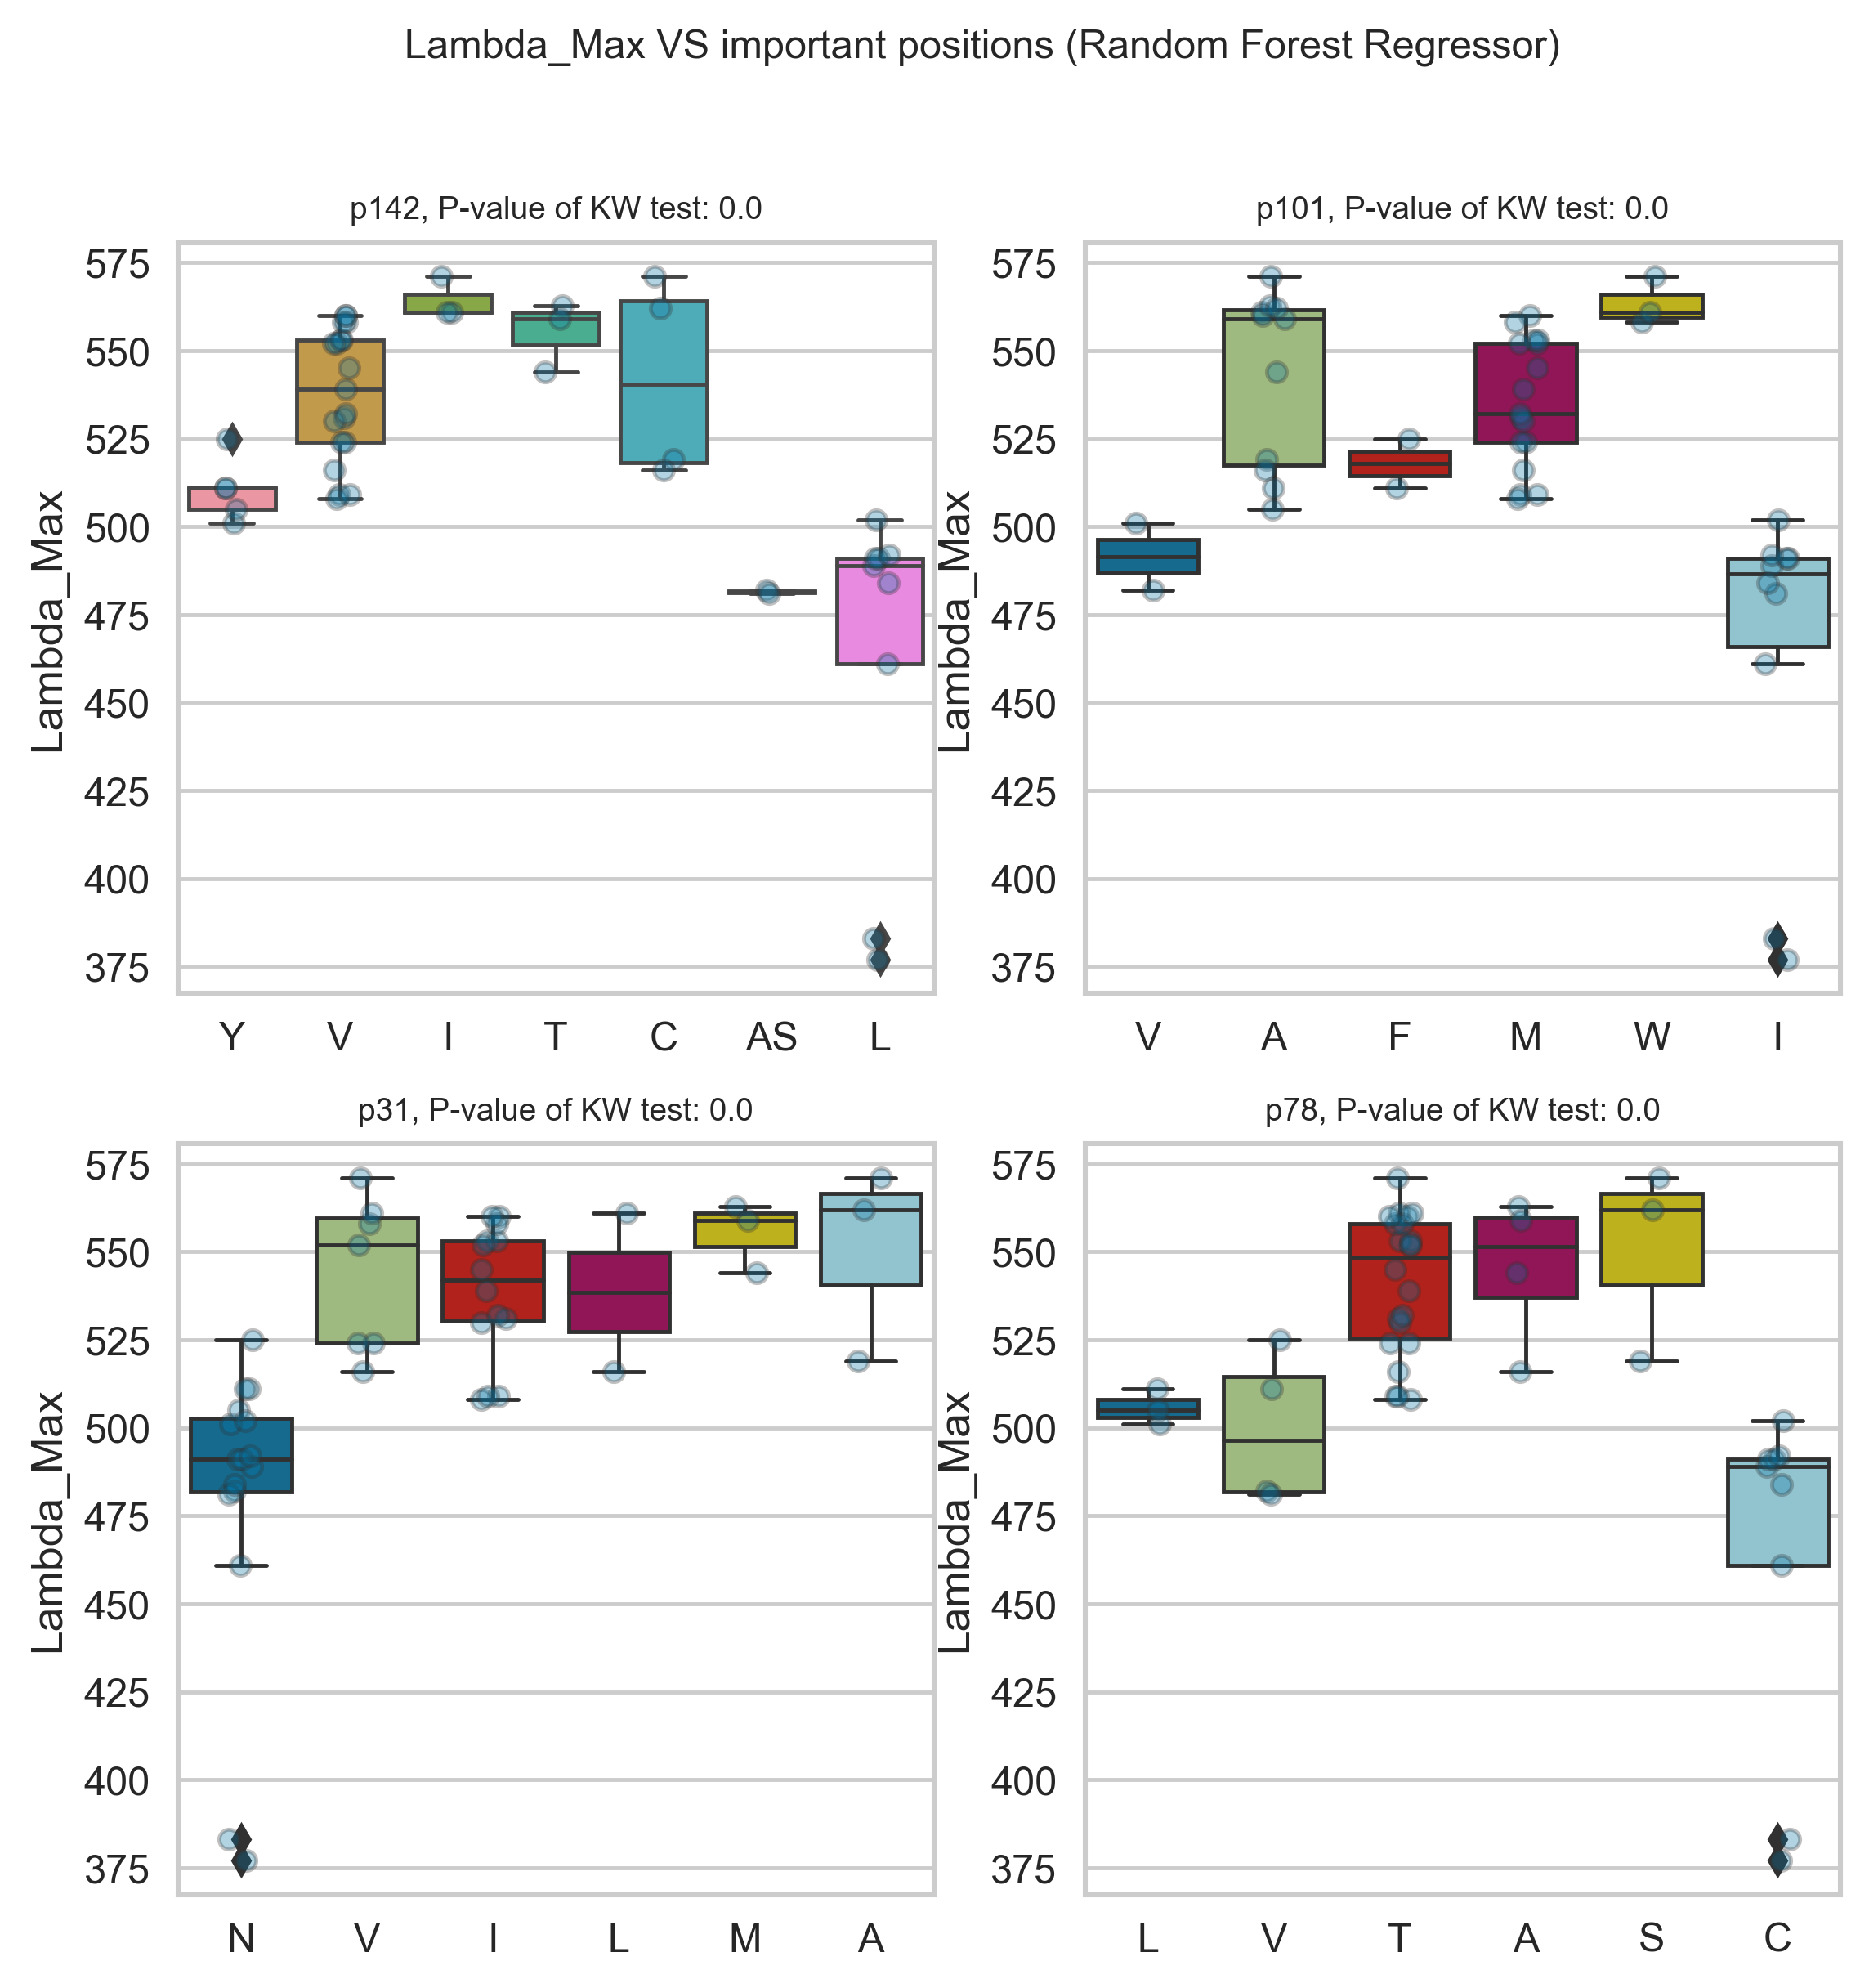 Lambda_Max VS important positions (Random Forest Regressor)
p142, P-value of KW test: 0.0
575
550
525
500
475
450
425
400
375
Lambda_Max
Y V I T C AS L
p101, P-value of KW test: 0.0
575
550
525
500
475
450
425
400
375
Lambda_Max
V A F M W I
p31, P-value of KW test: 0.0
575
550
525
500
475
450
425
400
375
Lambda_Max
N V I L M A
p78, P-value of KW test: 0.0
575
550
525
500
475
450
425
400
375
Lambda_Max
L V T A S C